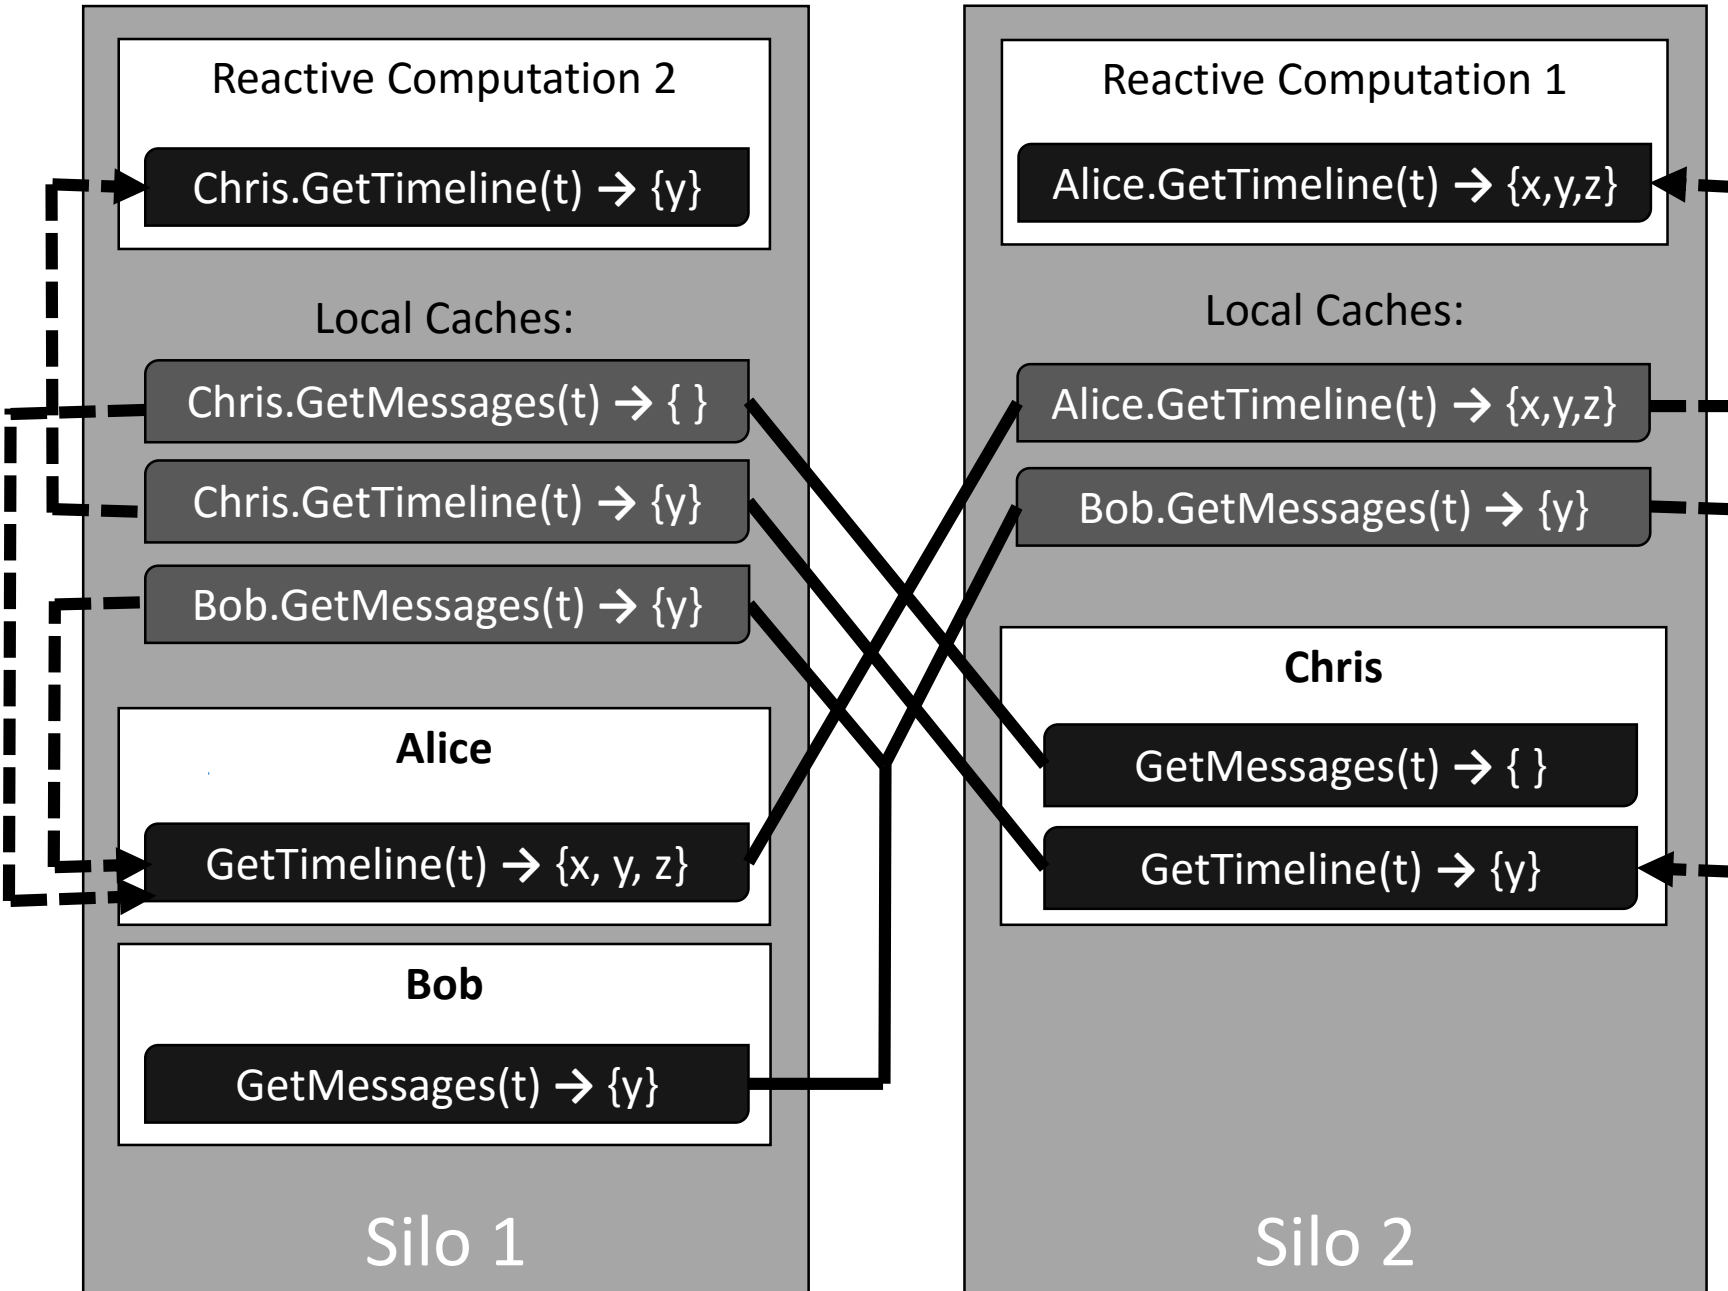 Reactive Computation 2
Chris.GetTimeline(t) → {y}
Local Caches:
Chris.GetMessages(t) → { }
Chris.GetTimeline(t) → {y}
Bob.GetMessages(t) → {y}
Alice
GetTimeline(t) → {x, y, z}
Bob
GetMessages(t) → {y}
Silo 1
Reactive Computation 1
Alice.GetTimeline(t) → {x,y,z}
Local Caches:
Alice.GetTimeline(t) → {x,y,z}
Bob.GetMessages(t) → {y}
Chris
GetMessages(t) → { }
GetTimeline(t) → {y}
Silo 2